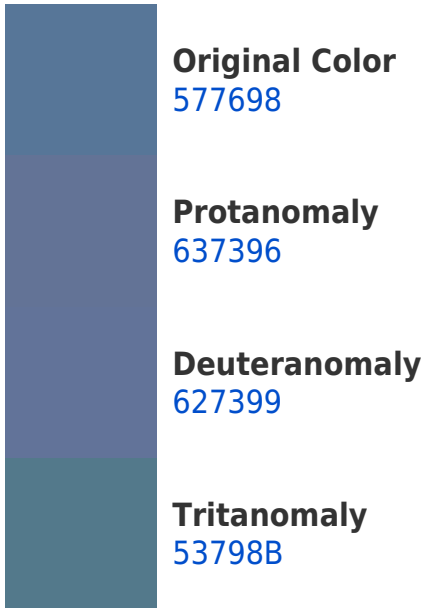 Original Color
577698
Protanomaly
637396
Deuteranomaly
627399
Tritanomaly
53798B